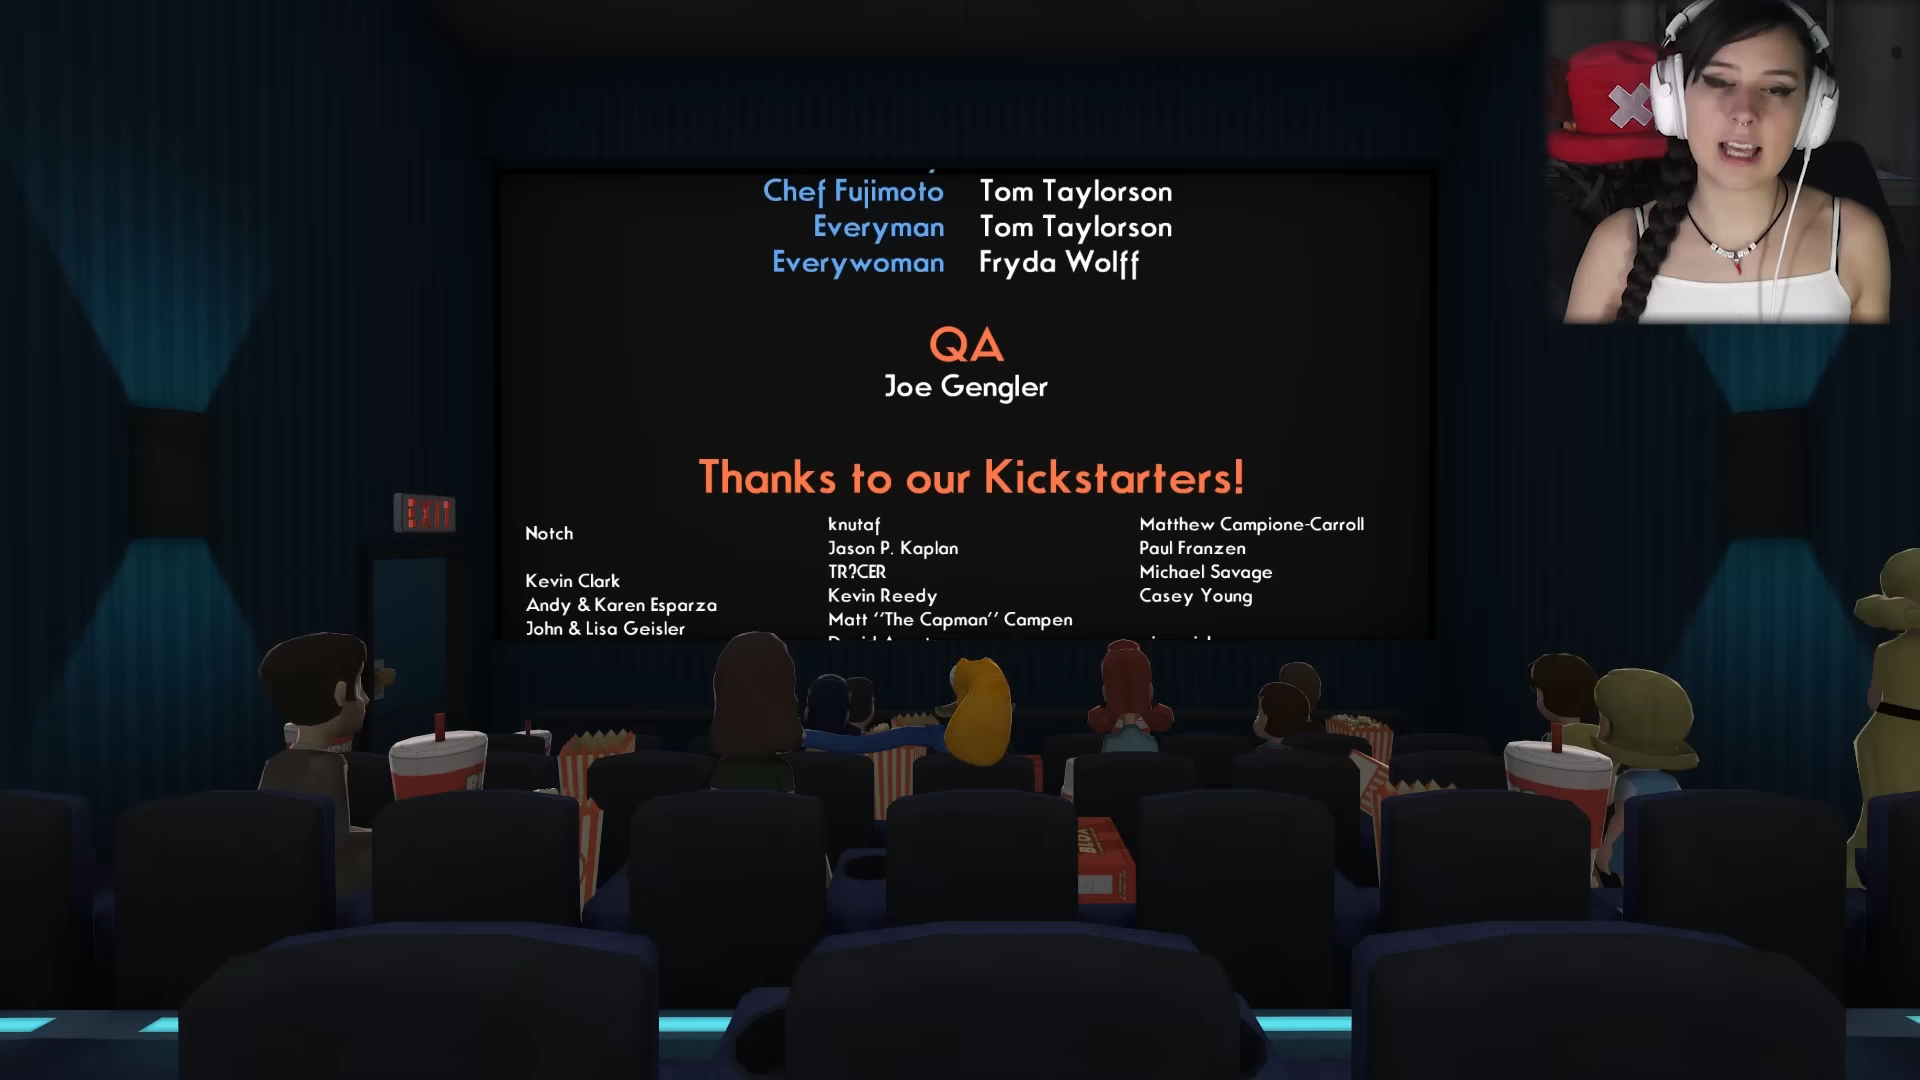 Chef Fujimoto Tom Taylorson
Everyman Tom Taylorson
Everywoman Fryda Wolff
QA
Joe Gengler
Thanks to our Kickstarters!
Notch
Kevin Clark
Andy & Karen Esparza
John & Lisa Geisler
knutaf
Jason P. Kaplan
TR?CER
Kevin Reedy
Matt "The Capman" Campen
Matthew Campione-Carroll
Paul Franzen
Michael Savage
Casey Young
EXIT
BLOX